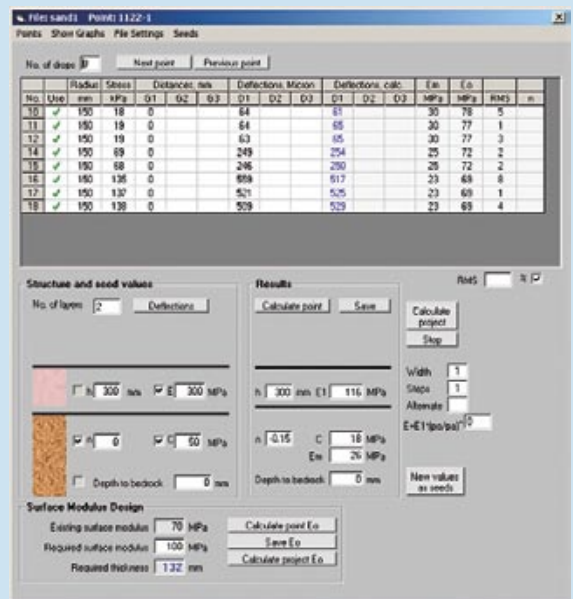 File: sand1 Point: 1122-1
Points Show Graphs File Settings Seeds
No. of drops Next point Previous point
Radius Stress Distances, mm Deflections, Micron Deflections, calc. Em Eo
No. Use mm kPa G1 G2 G3 D1 D2 D3 D1 D2 D3 MPa MPa RMS n
10 150 18 0 64 61 30 78 5
11 150 19 0 64 65 30 77 1
12 150 19 0 63 65 30 77 3
14 150 69 0 249 254 25 72 2
15 150 68 0 246 250 25 72 2
16 150 135 0 559 517 23 69 8
17 150 137 0 521 525 23 69 1
18 150 138 0 509 529 23 69 4
RMS %
Structure and seed values
No. of layers 2 Deflections
h 300 mm E 300 MPa
n 0 C 50 MPa
Depth to bedrock 0 mm
Results
Calculate point Save
h 300 mm E1 116 MPa
n -0.15 C 18 MPa
Em 26 MPa
Depth to bedrock 0 mm
Calculate project
Stop
Width 1
Steps 1
Alternate
E=E1*(po/pa)^ 0
New values as seeds
Surface Modulus Design
Existing surface modulus 70 MPa
Required surface modulus 100 MPa
Required thickness 132 mm
Calculate point Eo
Save Eo
Calculate project Eo